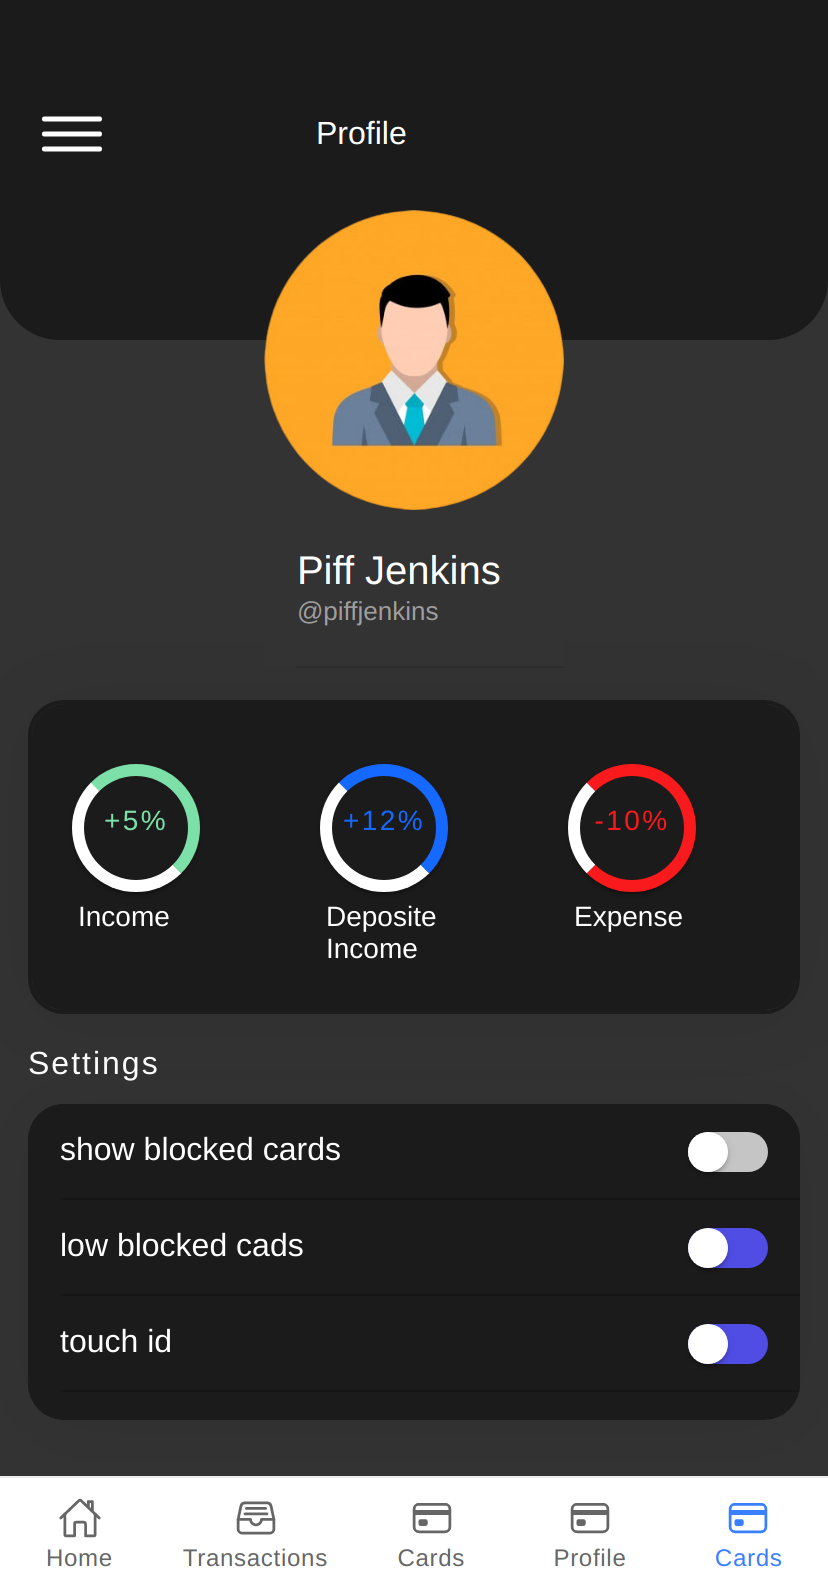 Profile
Piff Jenkins
@piffjenkins
+5% +12% -10%
Income Deposite Income Expense
Settings
show blocked cards
low blocked cads
touch id
Home Transactions Cards Profile Cards